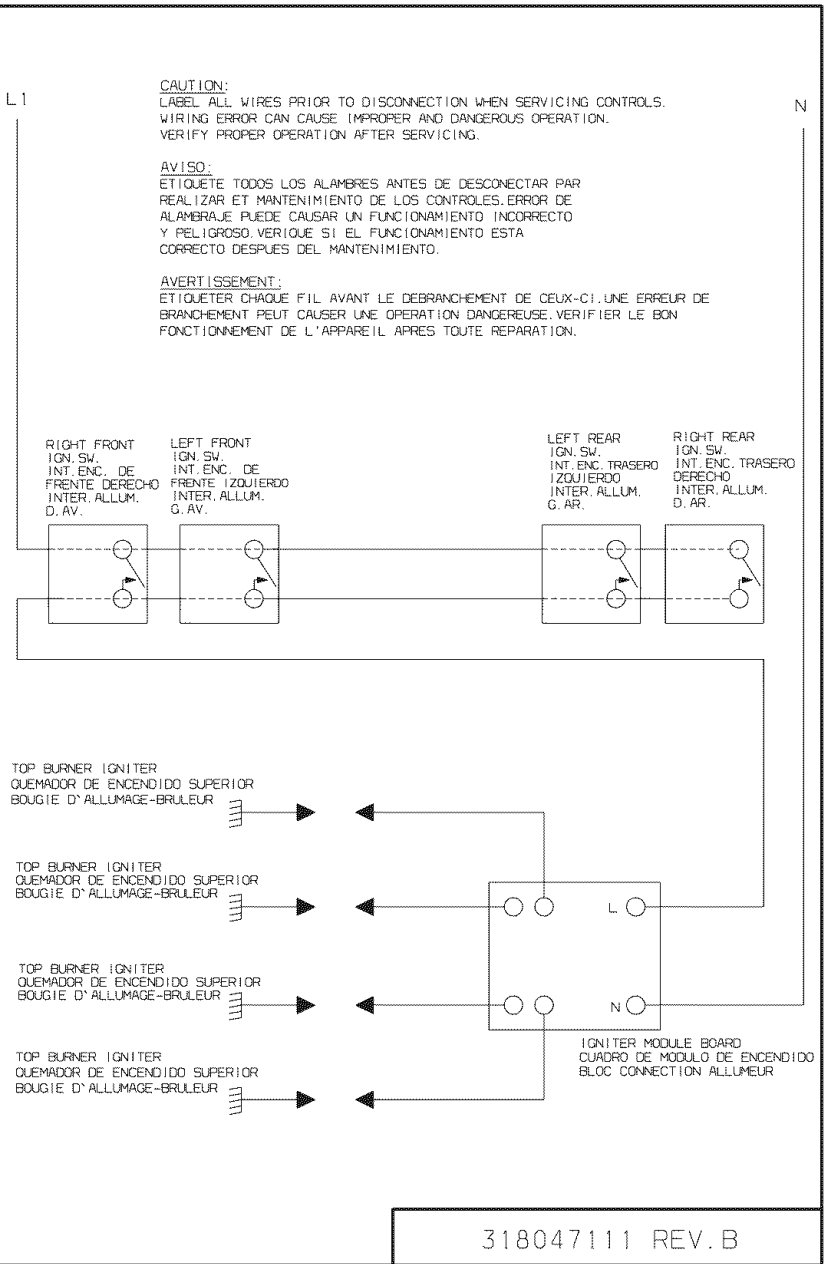 L1
N
CAUTION:
LABEL ALL WIRES PRIOR TO DISCONNECTION WHEN SERVICING CONTROLS.
WIRING ERROR CAN CAUSE IMPROPER AND DANGEROUS OPERATION.
VERIFY PROPER OPERATION AFTER SERVICING.
AVISO:
ETIQUETE TODOS LOS ALAMBRES ANTES DE DESCONECTAR PAR
REALIZAR ET MANTENIMIENTO DE LOS CONTROLES.ERROR DE
ALAMBRAJE PUEDE CAUSAR UN FUNCIONAMIENTO INCORRECTO
Y PELIGROSO.VERIQUE SI EL FUNCIONAMIENTO ESTA
CORRECTO DESPUES DEL MANTENIMIENTO.
AVERTISSEMENT:
ETIQUETER CHAQUE FIL AVANT LE DEBRANCHEMENT DE CEUX-CI.UNE ERREUR DE
BRANCHEMENT PEUT CAUSER UNE OPERATION DANGEREUSE.VERIFIER LE BON
FONCTIONNEMENT DE L'APPAREIL APRES TOUTE REPARATION.
RIGHT FRONT
IGN.SW.
INT.ENC. DE
FRENTE DERECHO
INTER.ALLUM.
D.AV.
LEFT FRONT
IGN.SW.
INT.ENC. DE
FRENTE IZQUIERDO
INTER.ALLUM.
G.AV.
LEFT REAR
IGN.SW.
INT.ENC.TRASERO
IZQUIERDO
INTER.ALLUM.
G.AR.
RIGHT REAR
IGN.SW.
INT.ENC.TRASERO
DERECHO
INTER.ALLUM.
D.AR.
TOP BURNER IGNITER
QUEMADOR DE ENCENDIDO SUPERIOR
BOUGIE D`ALLUMAGE-BRULEUR
TOP BURNER IGNITER
QUEMADOR DE ENCENDIDO SUPERIOR
BOUGIE D`ALLUMAGE-BRULEUR
L
TOP BURNER IGNITER
QUEMADOR DE ENCENDIDO SUPERIOR
BOUGIE D`ALLUMAGE-BRULEUR
N
IGNITER MODULE BOARD
CUADRO DE MODULO DE ENCENDIDO
BLOC CONNECTION ALLUMEUR
TOP BURNER IGNITER
QUEMADOR DE ENCENDIDO SUPERIOR
BOUGIE D`ALLUMAGE-BRULEUR
318047111 REV.B